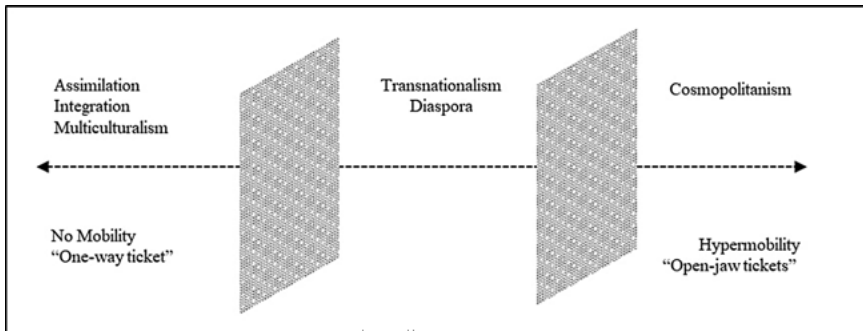 Assimilation
Integration
Multiculturalism
Transnationalism
Diaspora
Cosmopolitanism
No Mobility
“One-way ticket”
Hypermobility
“Open-jaw tickets”